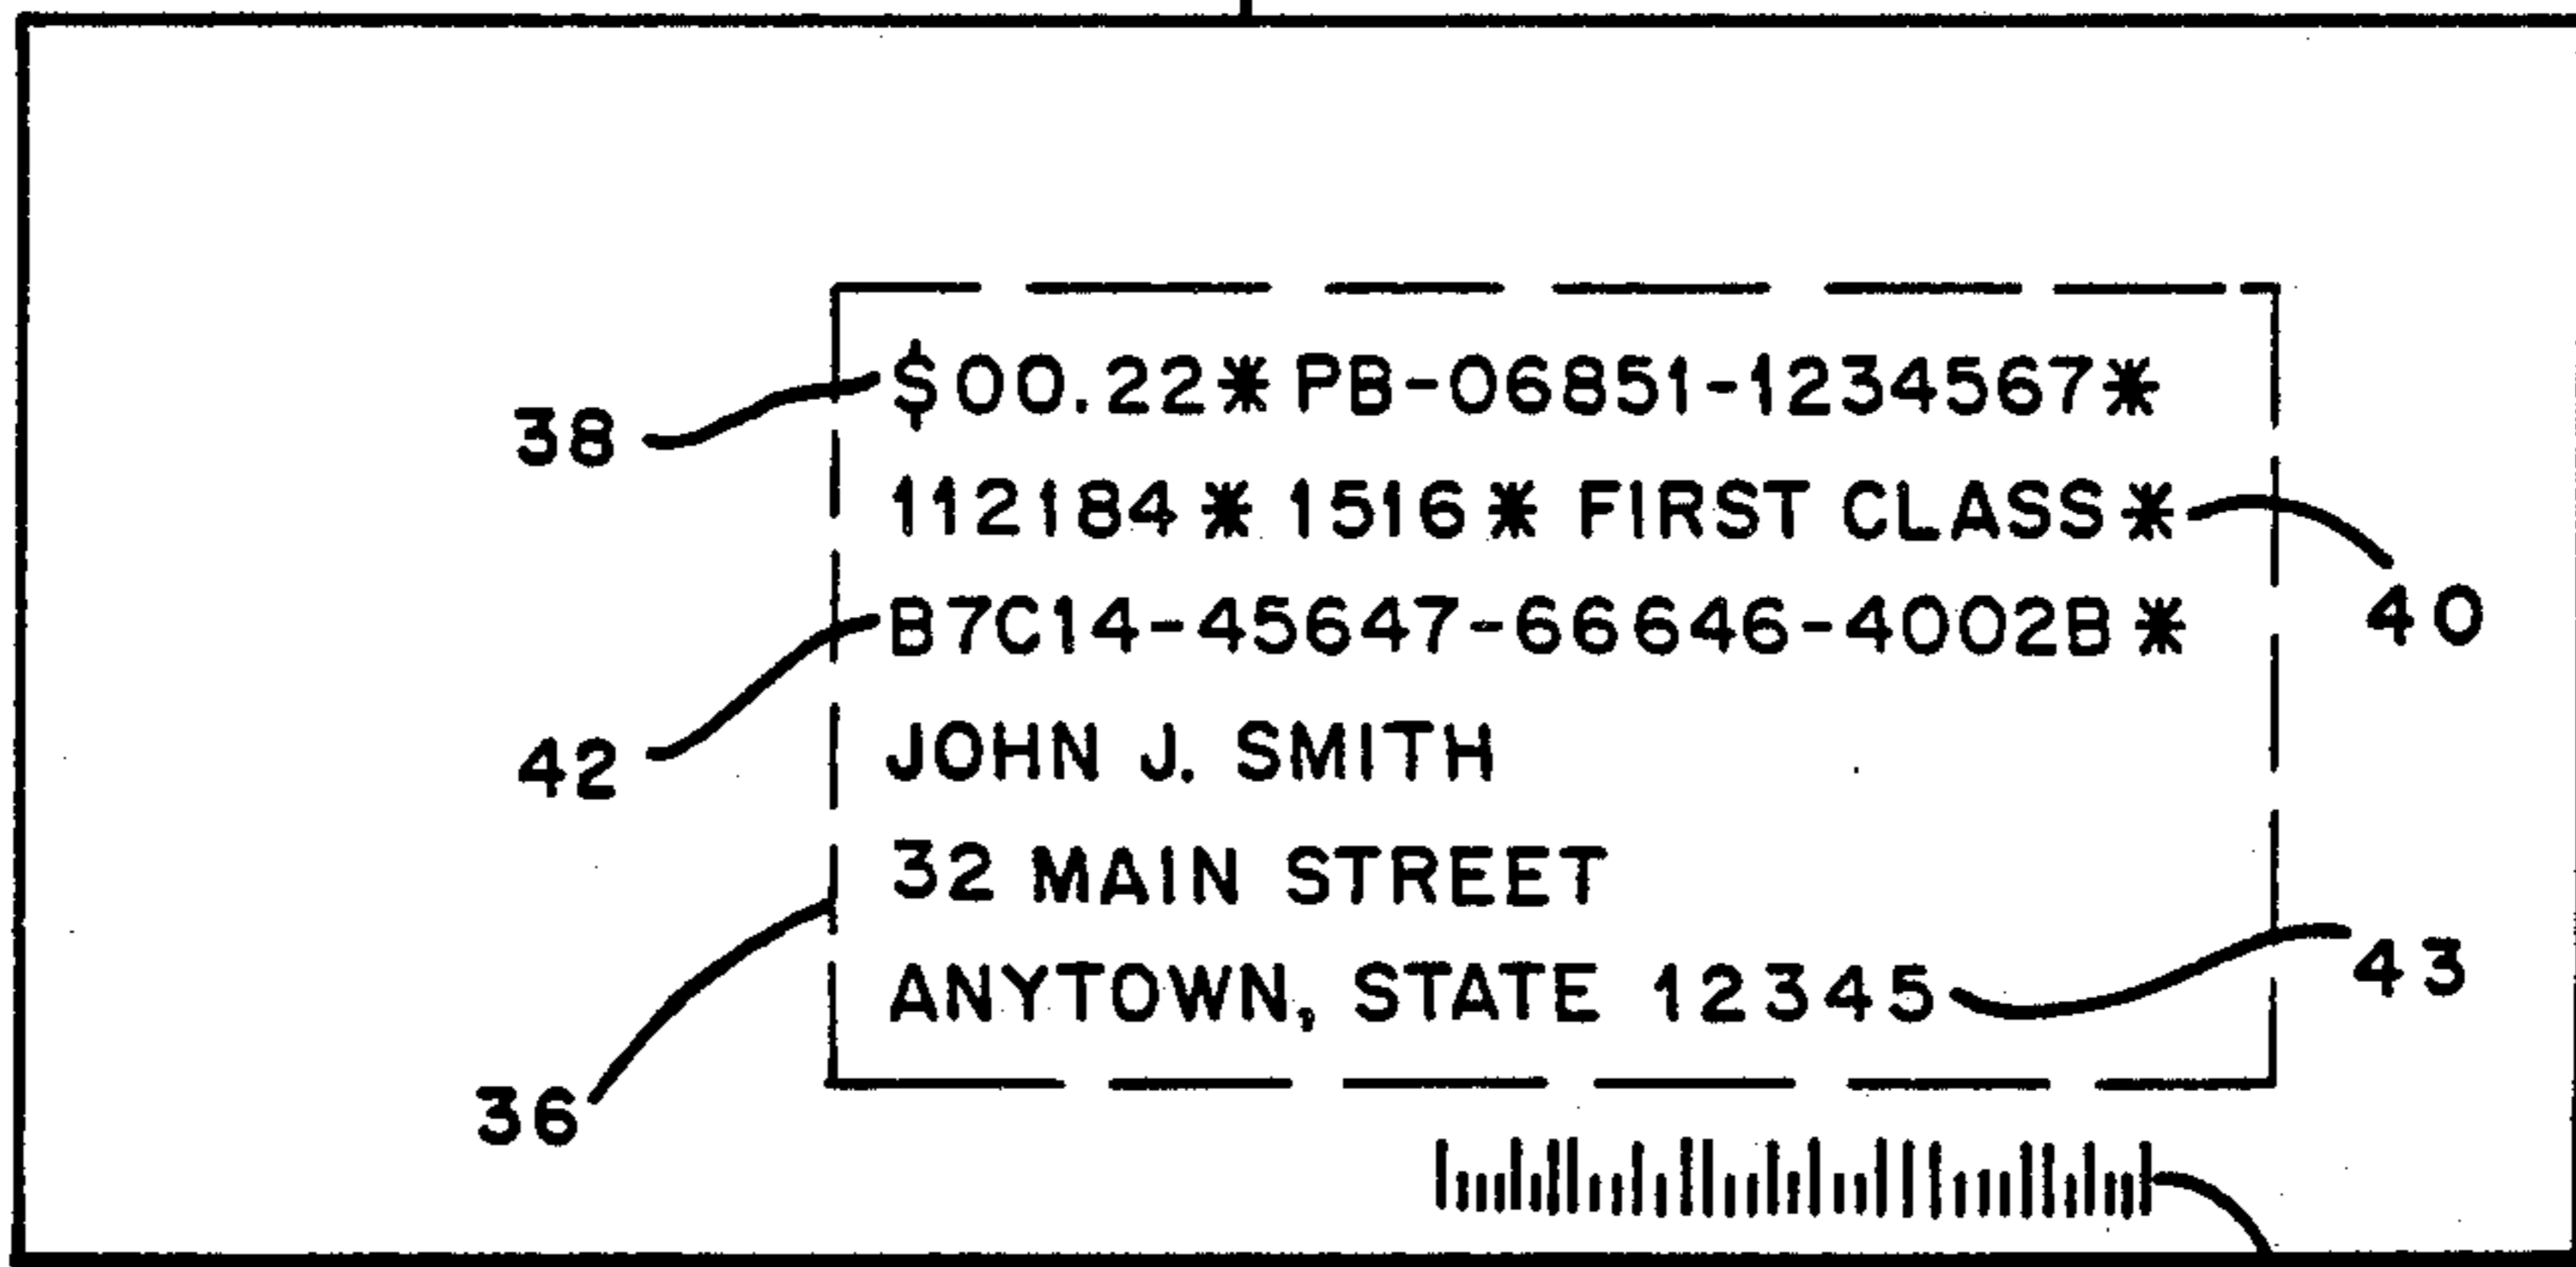 $00.22*PB-06851-1234567*
38
112184*1516* FIRST CLASS*
40
B7C14-45647-66646-4002B*
42
JOHN J. SMITH
32 MAIN STREET
ANYTOWN, STATE 12345
43
36